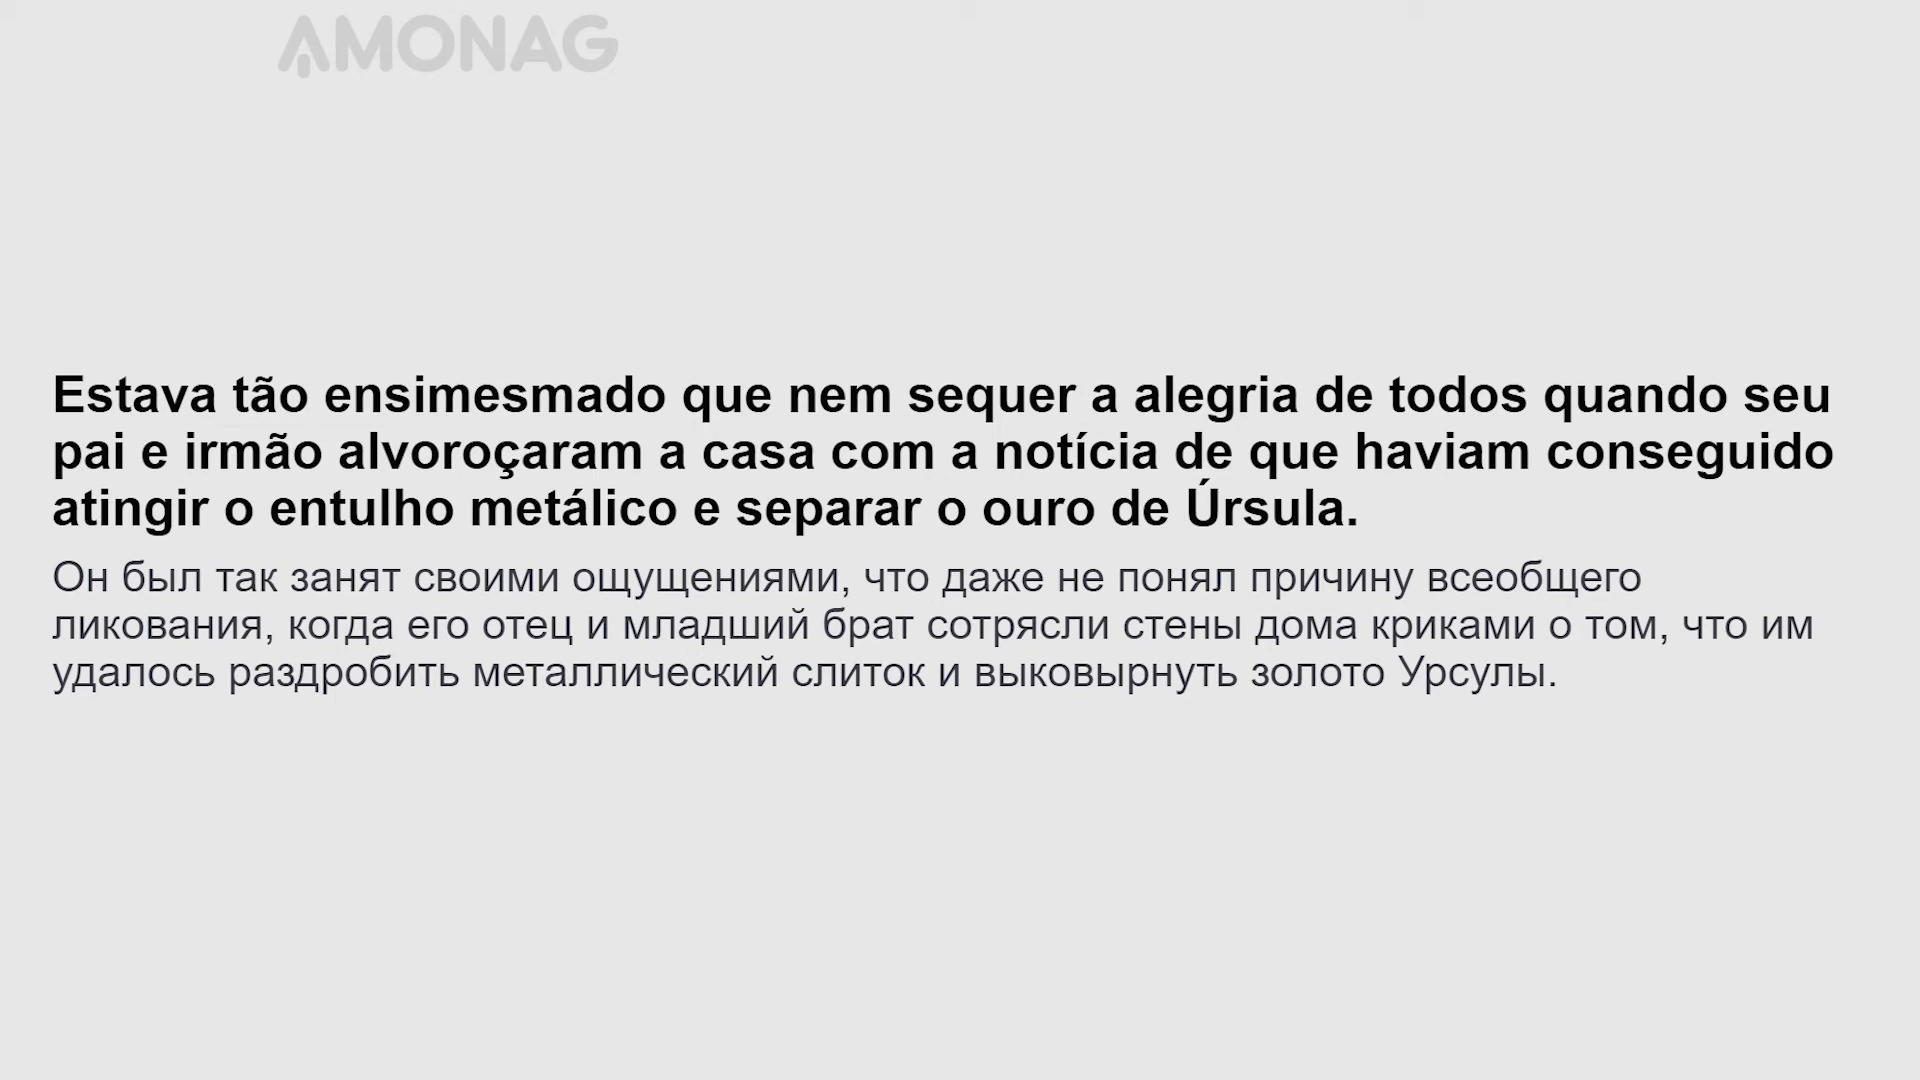 AMONAG
Estava tão ensimesmado que nem sequer a alegria de todos quando seu
pai e irmão alvoroçaram a casa com a notícia de que haviam conseguido
atingir o entulho metálico e separar o ouro de Úrsula.
Он был так занят своими ощущениями, что даже не понял причину всеобщего
ликования, когда его отец и младший брат сотрясли стены дома криками о том, что им
удалось раздробить металлический слиток и выковырнуть золото Урсулы.